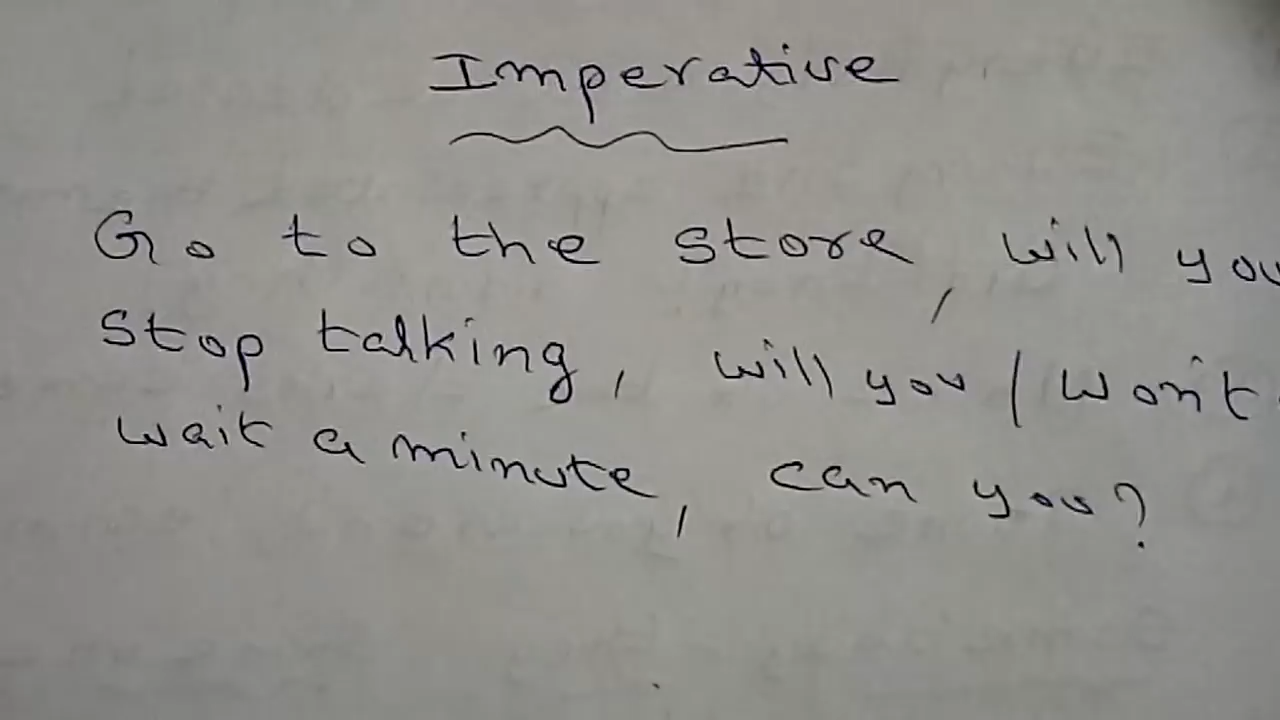 Imperative
Go to the store, will you
Stop talking, will you / Won't
wait a minute, can you?